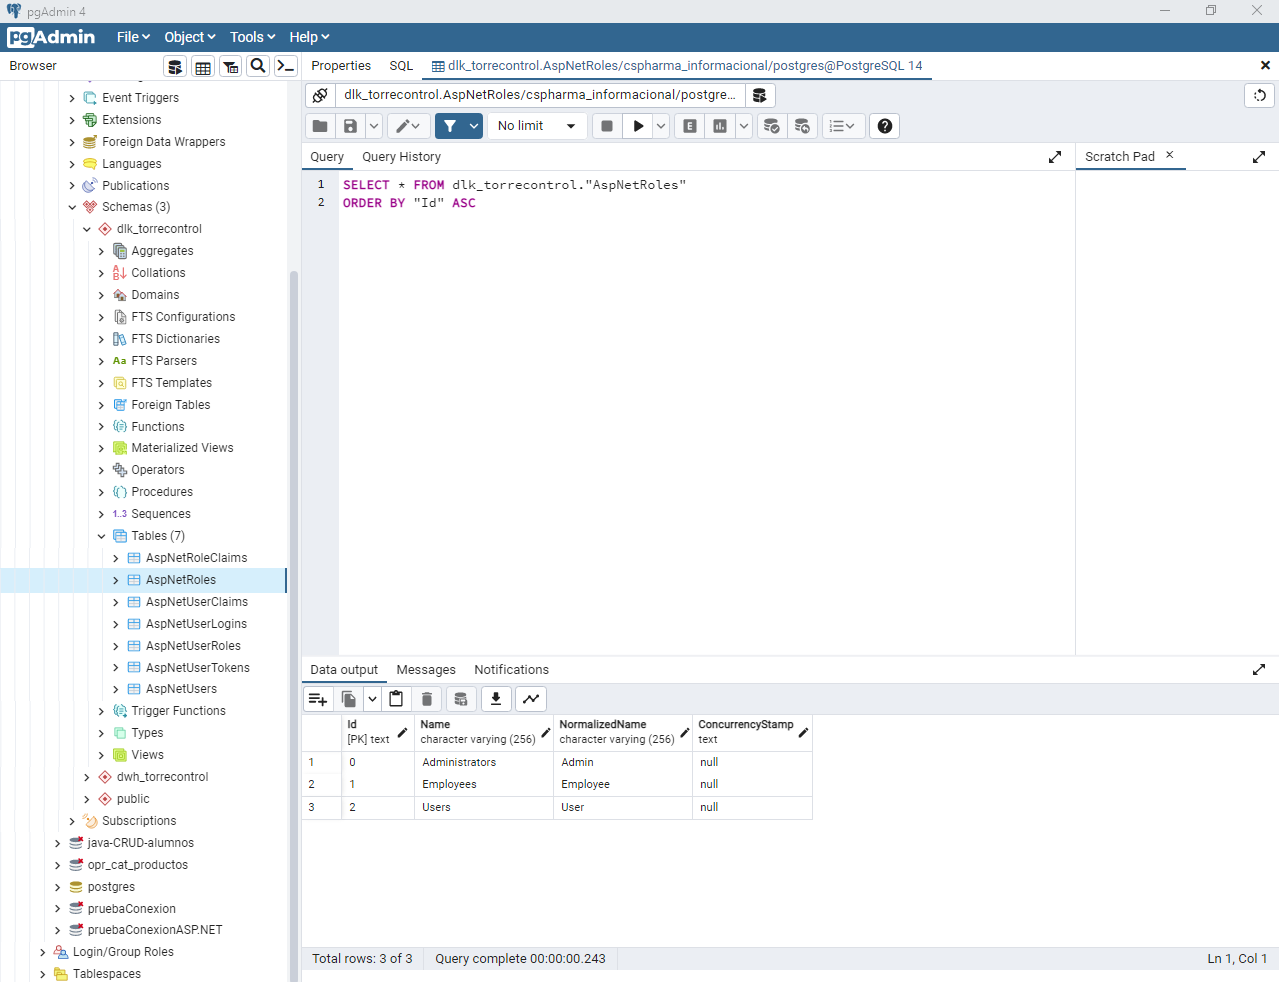 pgAdmin 4
pgAdmin
File
Object
Tools
Help
Browser
Properties
SQL
dlk_torrecontrol.AspNetRoles/cspharma_informacional/postgres@PostgreSQL 14
Event Triggers
Extensions
Foreign Data Wrappers
Languages
Publications
Schemas (3)
dlk_torrecontrol
Aggregates
Collations
Domains
FTS Configurations
FTS Dictionaries
Aa FTS Parsers
FTS Templates
Foreign Tables
Functions
Materialized Views
Operators
Procedures
1..3 Sequences
Tables (7)
AspNetRoleClaims
AspNetRoles
AspNetUserClaims
AspNetUserLogins
AspNetUserRoles
AspNetUserTokens
AspNetUsers
Trigger Functions
Types
Views
dwh_torrecontrol
public
Subscriptions
java-CRUD-alumnos
opr_cat_productos
postgres
pruebaConexion
pruebaConexionASP.NET
Login/Group Roles
Tablespaces
dlk_torrecontrol.AspNetRoles/cspharma_informacional/postgre...
No limit
E
Query
Query History
Scratch Pad
1 SELECT * FROM dlk_torrecontrol."AspNetRoles"
2 ORDER BY "Id" ASC
Data output
Messages
Notifications
Id
[PK] text
Name
character varying (256)
NormalizedName
character varying (256)
ConcurrencyStamp
text
1 0 Administrators Admin null
2 1 Employees Employee null
3 2 Users User null
Total rows: 3 of 3
Query complete 00:00:00.243
Ln 1, Col 1